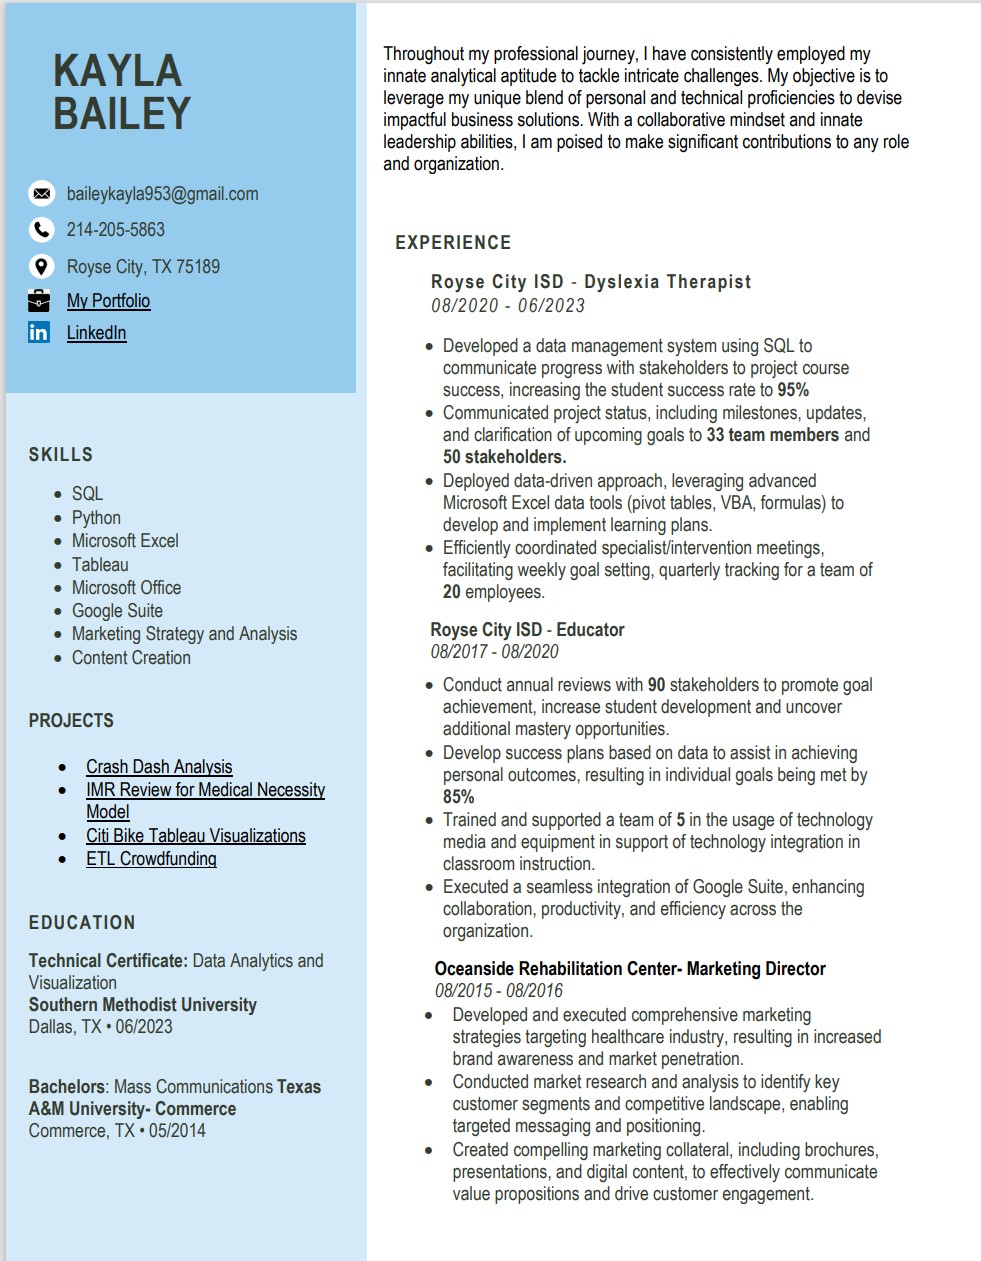 KAYLA
BAILEY
baileykayla953@gmail.com
214-205-5863
Royse City, TX 75189
My Portfolio
in LinkedIn
SKILLS
• SQL
• Python
• Microsoft Excel
• Tableau
• Microsoft Office
• Google Suite
• Marketing Strategy and Analysis
• Content Creation
PROJECTS
• Crash Dash Analysis
• IMR Review for Medical Necessity
Model
• Citi Bike Tableau Visualizations
• ETL Crowdfunding
EDUCATION
Technical Certificate: Data Analytics and
Visualization
Southern Methodist University
Dallas, TX • 06/2023
Bachelors: Mass Communications Texas
A&M University- Commerce
Commerce, TX • 05/2014
Throughout my professional journey, I have consistently employed my
innate analytical aptitude to tackle intricate challenges. My objective is to
leverage my unique blend of personal and technical proficiencies to devise
impactful business solutions. With a collaborative mindset and innate
leadership abilities, I am poised to make significant contributions to any role
and organization.
EXPERIENCE
Royse City ISD - Dyslexia Therapist
08/2020 - 06/2023
• Developed a data management system using SQL to
communicate progress with stakeholders to project course
success, increasing the student success rate to 95%
• Communicated project status, including milestones, updates,
and clarification of upcoming goals to 33 team members and
50 stakeholders.
• Deployed data-driven approach, leveraging advanced
Microsoft Excel data tools (pivot tables, VBA, formulas) to
develop and implement learning plans.
• Efficiently coordinated specialist/intervention meetings,
facilitating weekly goal setting, quarterly tracking for a team of
20 employees.
Royse City ISD - Educator
08/2017 - 08/2020
• Conduct annual reviews with 90 stakeholders to promote goal
achievement, increase student development and uncover
additional mastery opportunities.
• Develop success plans based on data to assist in achieving
personal outcomes, resulting in individual goals being met by
85%
• Trained and supported a team of 5 in the usage of technology
media and equipment in support of technology integration in
classroom instruction.
• Executed a seamless integration of Google Suite, enhancing
collaboration, productivity, and efficiency across the
organization.
Oceanside Rehabilitation Center- Marketing Director
08/2015 - 08/2016
• Developed and executed comprehensive marketing
strategies targeting healthcare industry, resulting in increased
brand awareness and market penetration.
• Conducted market research and analysis to identify key
customer segments and competitive landscape, enabling
targeted messaging and positioning.
• Created compelling marketing collateral, including brochures,
presentations, and digital content, to effectively communicate
value propositions and drive customer engagement.